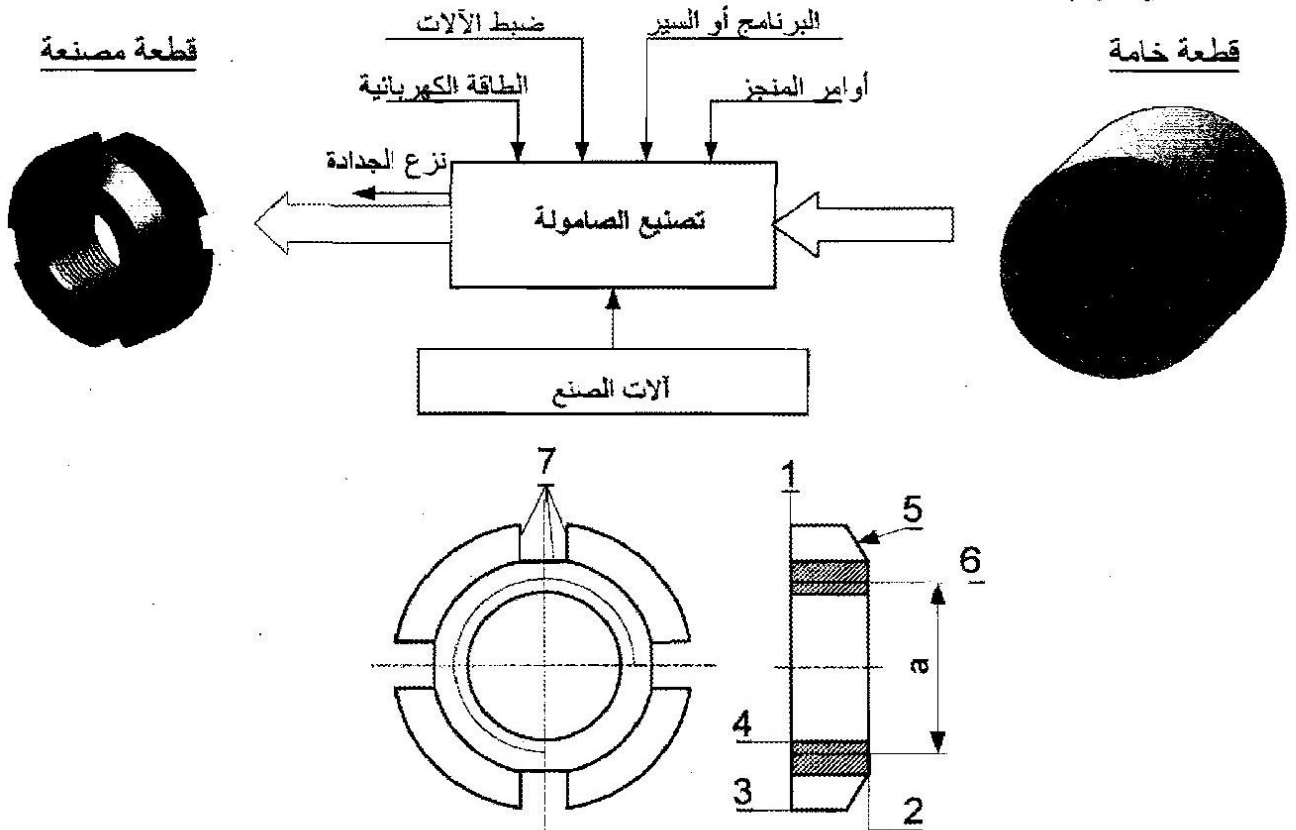 قطعة خامة
البرنامج أو السير
ضبط الآلات
قطعة مصنعة
أوامر المنجز
الطاقة الكهربائية
نزع الجدادة
تصنيع الصامولة
آلات الصنع
7
1
5
6
a
4
3
2